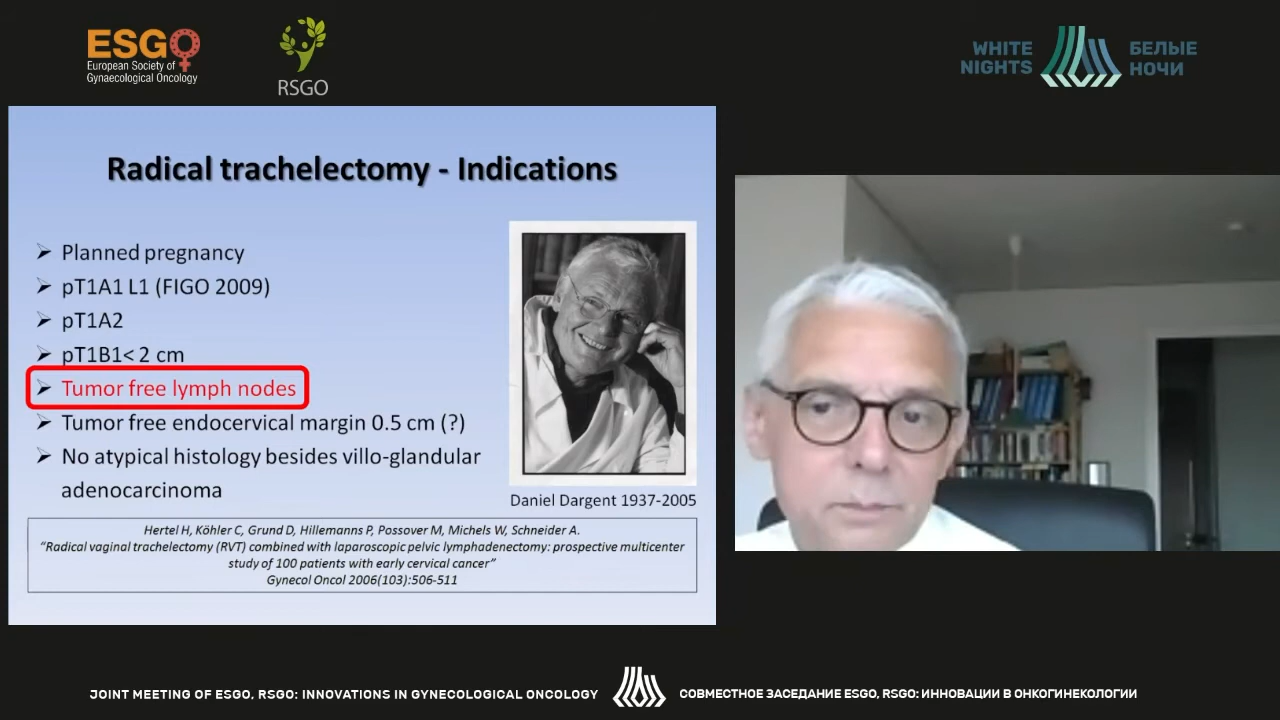 ESGO
European Society of
Gynaecological Oncology
RSGO
WHITE
NIGHTS
БЕЛЫЕ
НОЧИ
Radical trachelectomy - Indications
Planned pregnancy
pT1A1 L1 (FIGO 2009)
pT1A2
pT1B1< 2 cm
Tumor free lymph nodes
Tumor free endocervical margin 0.5 cm (?)
No atypical histology besides villo-glandular
adenocarcinoma
Daniel Dargent 1937-2005
Hertel H, Köhler C, Grund D, Hillemanns P, Possover M, Michels W, Schneider A.
“Radical vaginal trachelectomy (RVT) combined with laparoscopic pelvic lymphadenectomy: prospective multicenter
study of 100 patients with early cervical cancer”
Gynecol Oncol 2006(103):506-511
JOINT MEETING OF ESGO, RSGO: INNOVATIONS IN GYNECOLOGICAL ONCOLOGY
СОВМЕСТНОЕ ЗАСЕДАНИЕ ESGO, RSGO: ИННОВАЦИИ В ОНКОГИНЕКОЛОГИИ